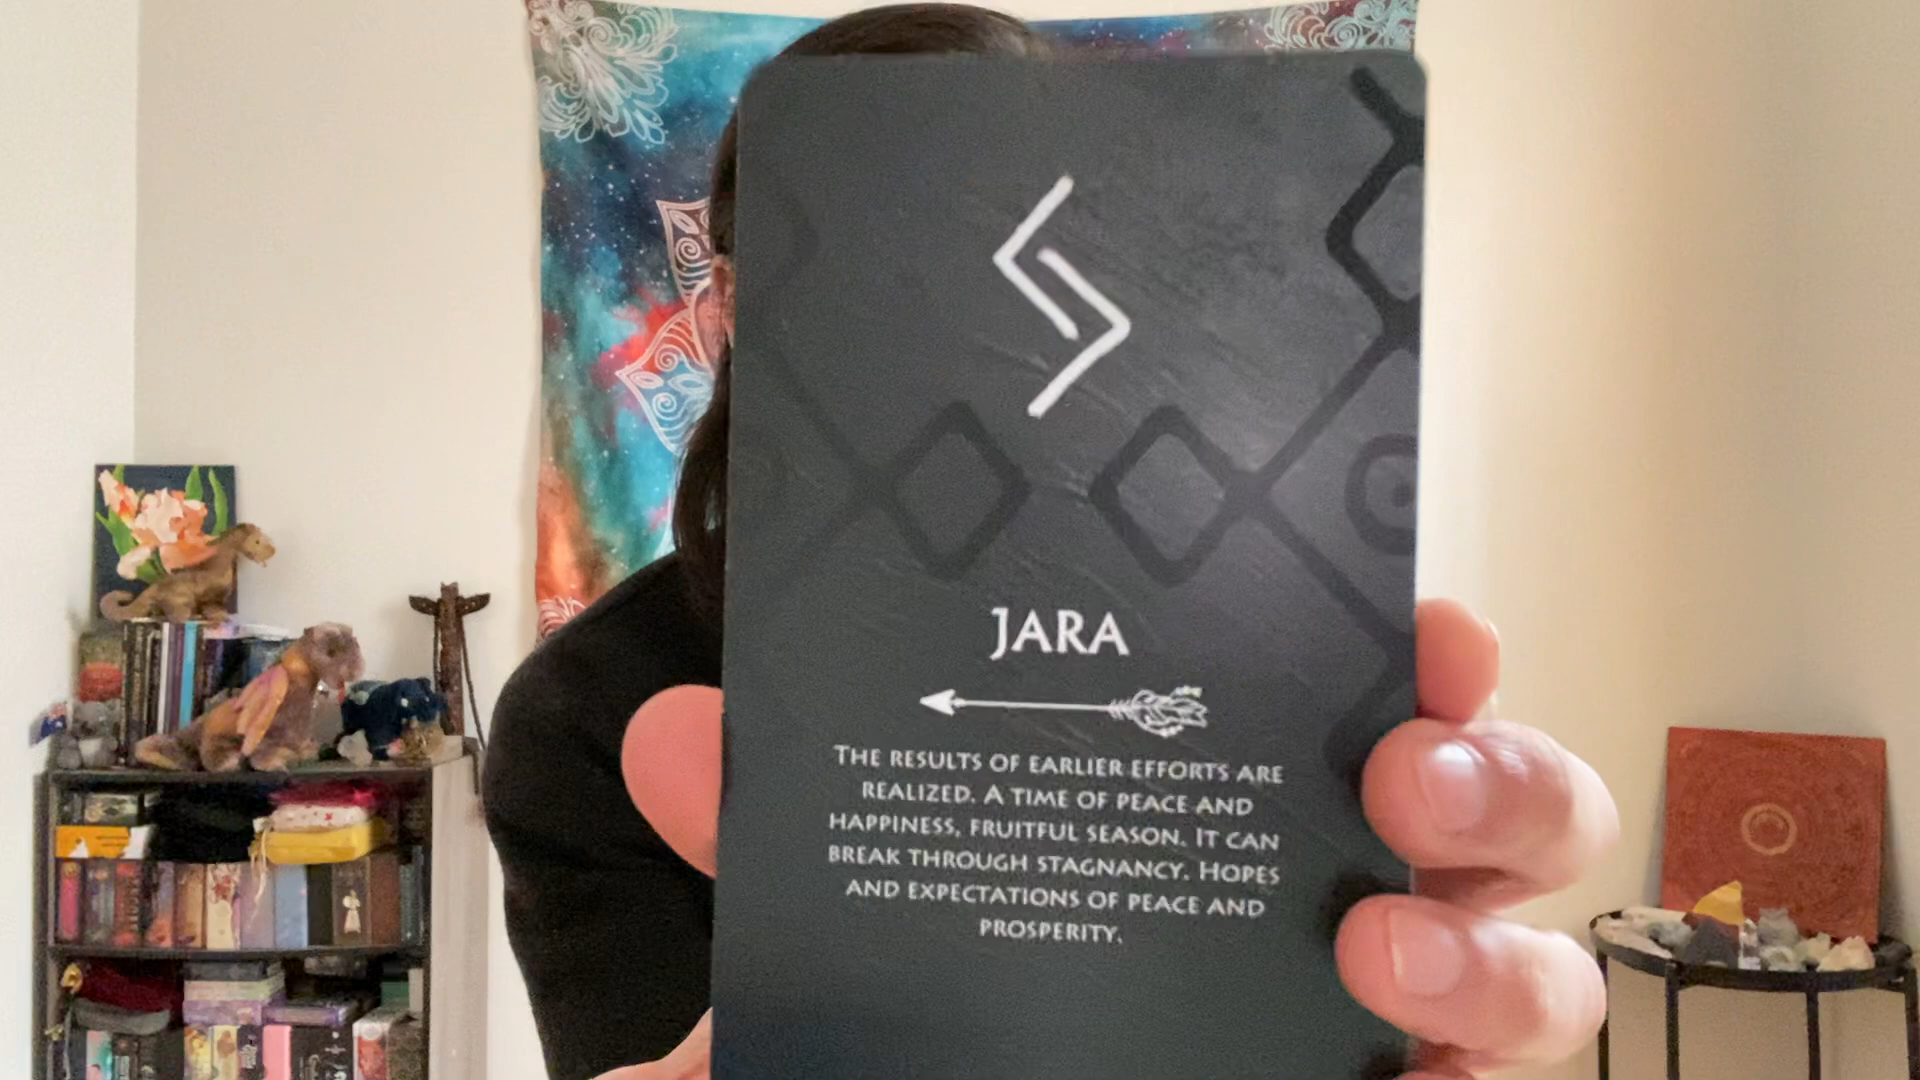 JARA
THE RESULTS OF EARLIER EFFORTS ARE
REALIZED. A TIME OF PEACE AND
HAPPINESS, FRUITFUL SEASON. IT CAN
BREAK THROUGH STAGNANCY. HOPES
AND EXPECTATIONS OF PEACE AND
PROSPERITY.